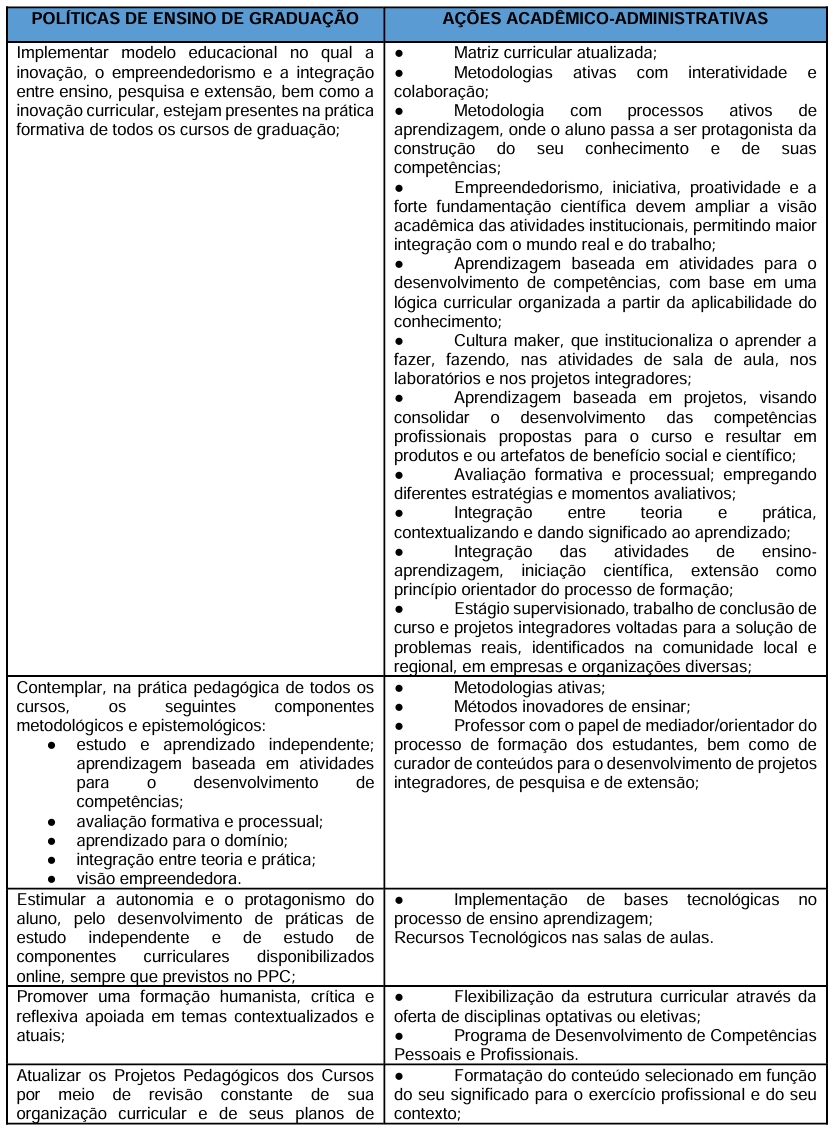 POLÍTICAS DE ENSINO DE GRADUAÇÃO
AÇÕES ACADÊMICO-ADMINISTRATIVAS
Implementar modelo educacional no qual a
inovação, o empreendedorismo e a integração
entre ensino, pesquisa e extensão, bem como a
inovação curricular, estejam presentes na prática
formativa de todos os cursos de graduação;
● Matriz curricular atualizada;
● Metodologias ativas com interatividade e
colaboração;
● Metodologia com processos ativos de
aprendizagem, onde o aluno passa a ser protagonista da
construção do seu conhecimento e de suas
competências;
● Empreendedorismo, iniciativa, proatividade e a
forte fundamentação científica devem ampliar a visão
acadêmica das atividades institucionais, permitindo maior
integração com o mundo real e do trabalho;
● Aprendizagem baseada em atividades para o
desenvolvimento de competências, com base em uma
lógica curricular organizada a partir da aplicabilidade do
conhecimento;
● Cultura maker, que institucionaliza o aprender a
fazer, fazendo, nas atividades de sala de aula, nos
laboratórios e nos projetos integradores;
● Aprendizagem baseada em projetos, visando
consolidar o desenvolvimento das competências
profissionais propostas para o curso e resultar em
produtos e ou artefatos de benefício social e científico;
● Avaliação formativa e processual; empregando
diferentes estratégias e momentos avaliativos;
● Integração entre teoria e prática,
contextualizando e dando significado ao aprendizado;
● Integração das atividades de ensino-
aprendizagem, iniciação científica, extensão como
princípio orientador do processo de formação;
● Estágio supervisionado, trabalho de conclusão de
curso e projetos integradores voltadas para a solução de
problemas reais, identificados na comunidade local e
regional, em empresas e organizações diversas;
Contemplar, na prática pedagógica de todos os
cursos, os seguintes componentes
metodológicos e epistemológicos:
● estudo e aprendizado independente;
aprendizagem baseada em atividades
para o desenvolvimento de
competências;
● avaliação formativa e processual;
● aprendizado para o domínio;
● integração entre teoria e prática;
● visão empreendedora.
● Metodologias ativas;
● Métodos inovadores de ensinar;
● Professor com o papel de mediador/orientador do
processo de formação dos estudantes, bem como de
curador de conteúdos para o desenvolvimento de projetos
integradores, de pesquisa e de extensão;
Estimular a autonomia e o protagonismo do
aluno, pelo desenvolvimento de práticas de
estudo independente e de estudo de
componentes curriculares disponibilizados
online, sempre que previstos no PPC;
● Implementação de bases tecnológicas no
processo de ensino aprendizagem;
Recursos Tecnológicos nas salas de aulas.
Promover uma formação humanista, crítica e
reflexiva apoiada em temas contextualizados e
atuais;
● Flexibilização da estrutura curricular através da
oferta de disciplinas optativas ou eletivas;
● Programa de Desenvolvimento de Competências
Pessoais e Profissionais.
Atualizar os Projetos Pedagógicos dos Cursos
por meio de revisão constante de sua
organização curricular e de seus planos de
● Formatação do conteúdo selecionado em função
do seu significado para o exercício profissional e do seu
contexto;